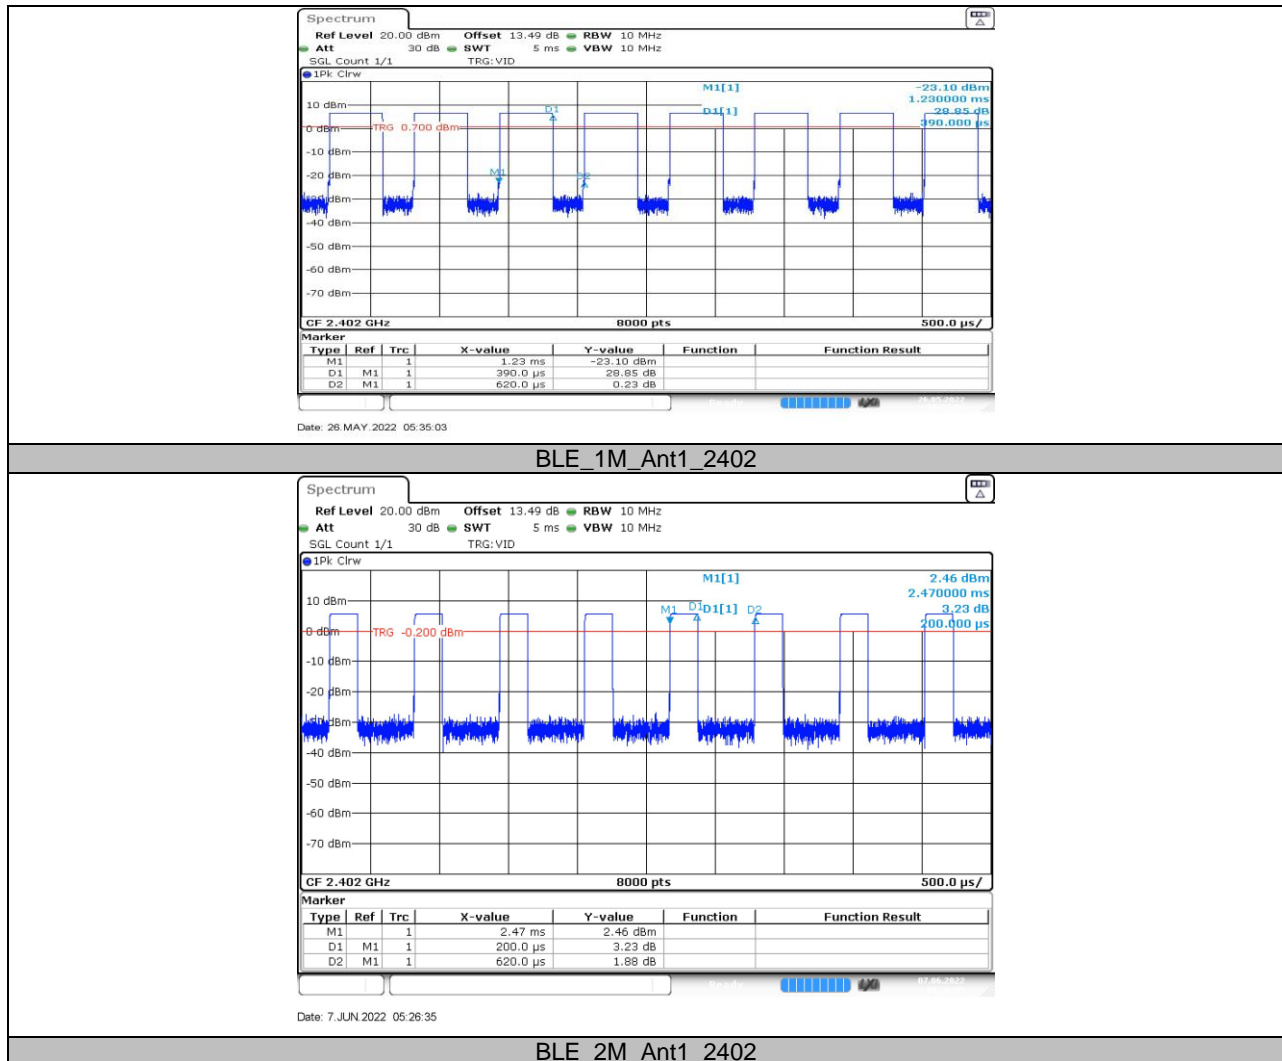 Spectrum
Ref Level 20.00 dBm Offset 13.49 dB RBW 10 MHz
Att 30 dB SWT 5 ms VBW 10 MHz
SGL Count 1/1 TRG:VID
1Pk Clrw
M1[1] -23.10 dBm
1.230000 ms
D1[1] 28.85 dB
390.000 µs
10 dBm
D1
0 dBm
TRG 0.700 dBm
-10 dBm
-20 dBm
M1
D2
-40 dBm
-50 dBm
-60 dBm
-70 dBm
CF 2.402 GHz 8000 pts 500.0 µs/
Marker
Type Ref Trc X-value Y-value Function Function Result
M1 1 1.23 ms -23.10 dBm
D1 M1 1 390.0 µs 28.85 dB
D2 M1 1 620.0 µs 0.23 dB
Date: 26.MAY.2022 05:35:03
BLE_1M_Ant1_2402
Spectrum
Ref Level 20.00 dBm Offset 13.49 dB RBW 10 MHz
Att 30 dB SWT 5 ms VBW 10 MHz
SGL Count 1/1 TRG:VID
1Pk Clrw
M1[1] 2.46 dBm
2.470000 ms
D1[1] 3.23 dB
200.000 µs
10 dBm
M1 D1 D2
0 dBm
TRG -0.200 dBm
-10 dBm
-20 dBm
-40 dBm
-50 dBm
-60 dBm
-70 dBm
CF 2.402 GHz 8000 pts 500.0 µs/
Marker
Type Ref Trc X-value Y-value Function Function Result
M1 1 2.47 ms 2.46 dBm
D1 M1 1 200.0 µs 3.23 dB
D2 M1 1 620.0 µs 1.88 dB
Ready 07.06.2022
Date: 7.JUN.2022 05:26:35
BLE_2M_Ant1_2402